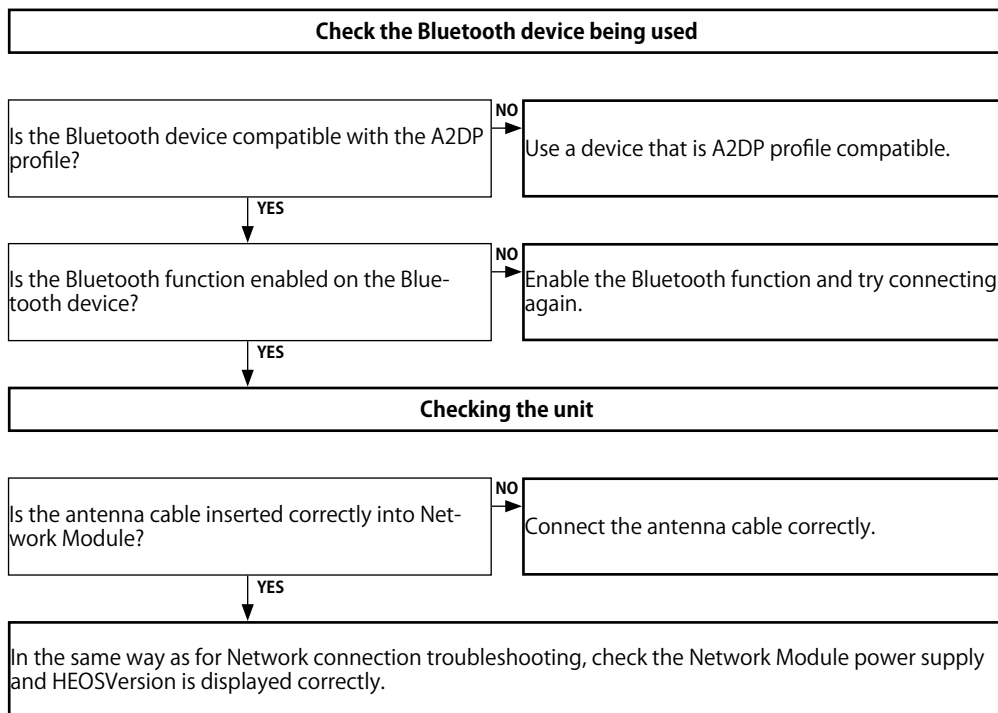 Check the Bluetooth device being used
Is the Bluetooth device compatible with the A2DP
profile?
NO
Use a device that is A2DP profile compatible.
YES
Is the Bluetooth function enabled on the Blue-
tooth device?
NO
Enable the Bluetooth function and try connecting
again.
YES
Checking the unit
Is the antenna cable inserted correctly into Net-
work Module?
NO
Connect the antenna cable correctly.
YES
In the same way as for Network connection troubleshooting, check the Network Module power supply
and HEOSVersion is displayed correctly.